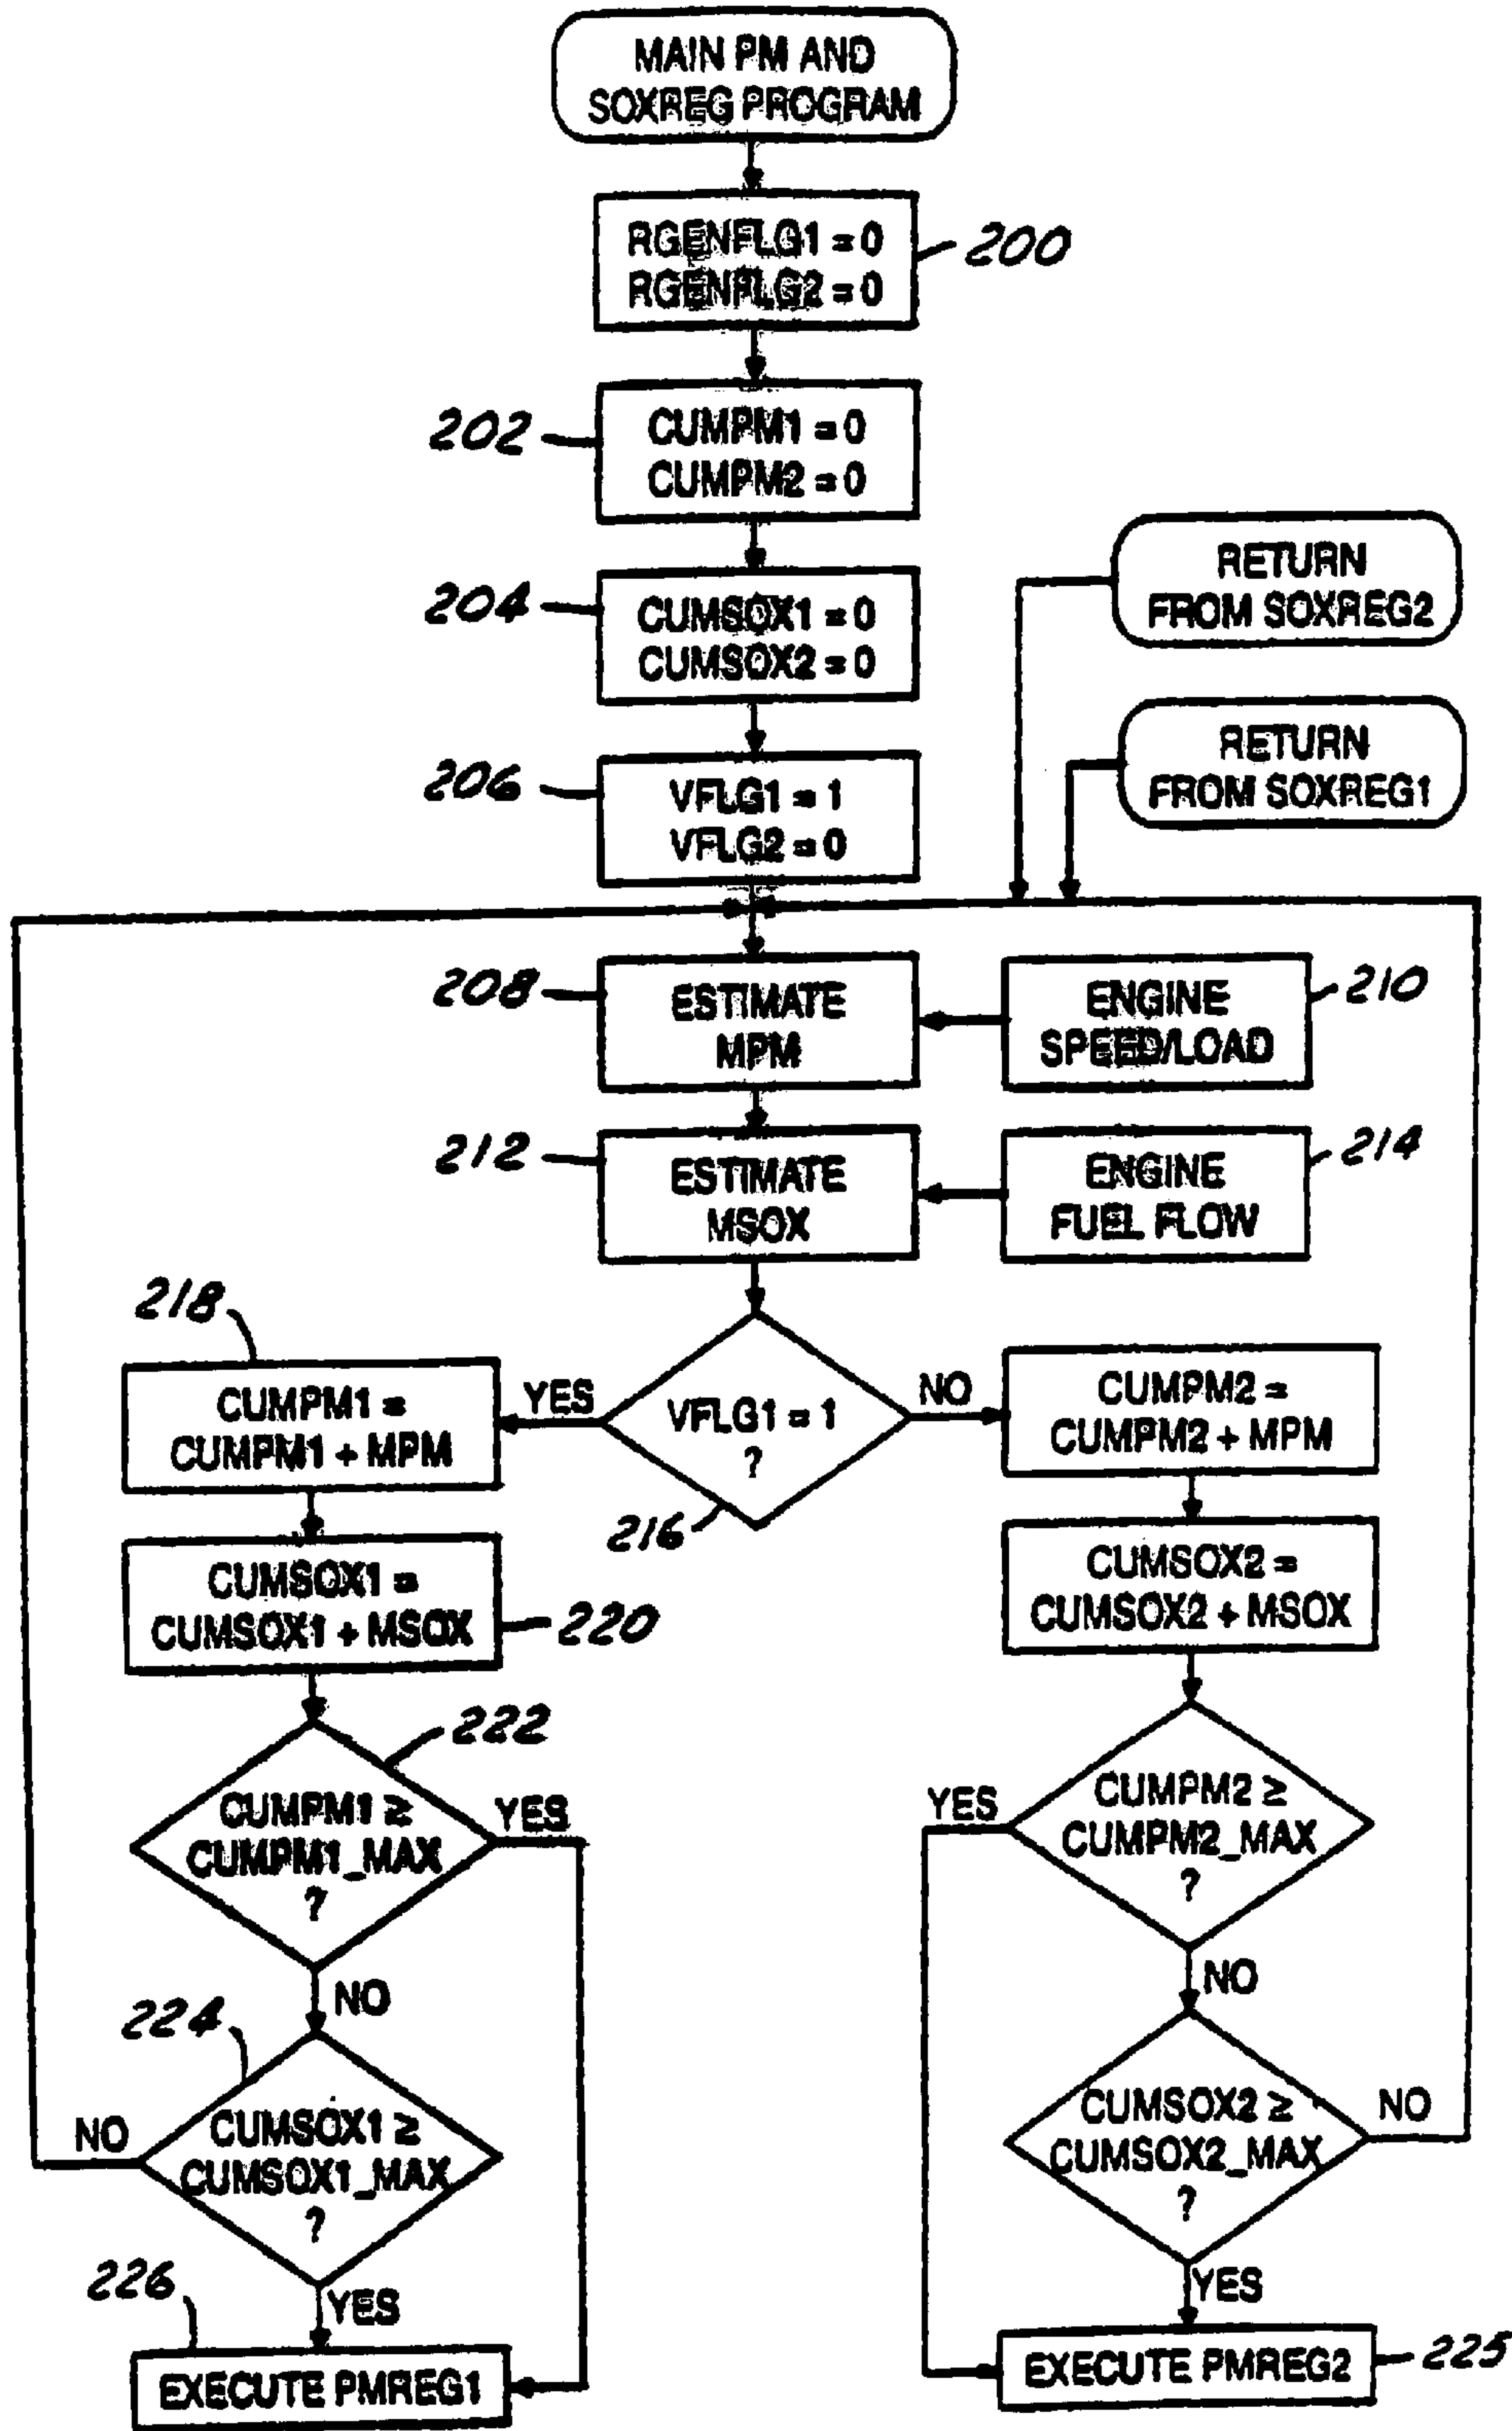 MAIN PM AND
SOXREG PROGRAM
RGENFLG1 = 0
RGENFLG2 = 0
200
202
CUMPM1 = 0
CUMPM2 = 0
204
CUMSOX1 = 0
CUMSOX2 = 0
RETURN
FROM SOXREG2
206
VFLG1 = 1
VFLG2 = 0
RETURN
FROM SOXREG1
208
ESTIMATE
MPM
ENGINE
SPEED/LOAD
210
212
ESTIMATE
MSOX
ENGINE
FUEL FLOW
214
218
CUMPM1 =
CUMPM1 + MPM
YES
VFLG1 = 1
?
216
NO
CUMPM2 =
CUMPM2 + MPM
CUMSOX1 =
CUMSOX1 + MSOX
220
CUMSOX2 =
CUMSOX2 + MSOX
222
CUMPM1 ≥
CUMPM1_MAX
?
YES
NO
YES
CUMPM2 ≥
CUMPM2_MAX
?
NO
224
CUMSOX1 ≥
CUMSOX1_MAX
?
NO
YES
CUMSOX2 ≥
CUMSOX2_MAX
?
NO
YES
226
EXECUTE PMREG1
EXECUTE PMREG2
225